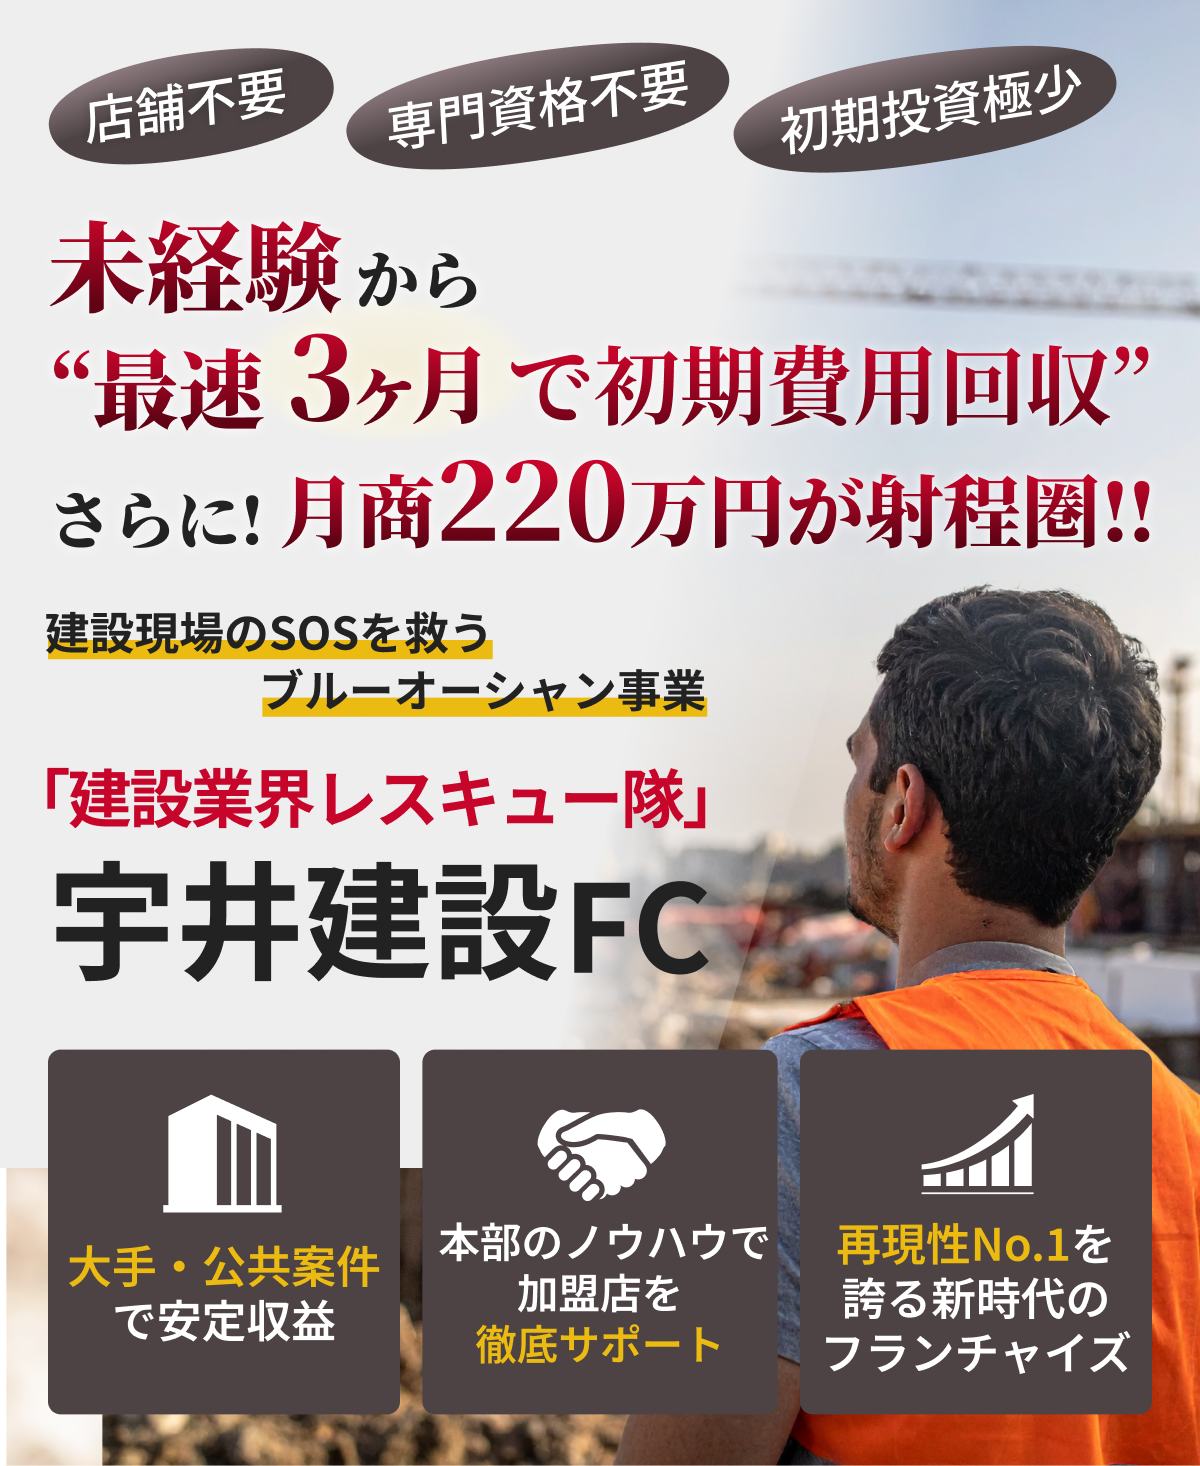 店舗不要
専門資格不要
初期投資極少
未経験から
“最速3ヶ月で初期費用回収”
さらに!月商220万円が射程圏!!
建設現場のSOSを救う
ブルーオーシャン事業
「建設業界レスキュー隊」
宇井建設FC
大手・公共案件
で安定収益
本部のノウハウで
加盟店を
徹底サポート
再現性No.1を
誇る新時代の
フランチャイズ